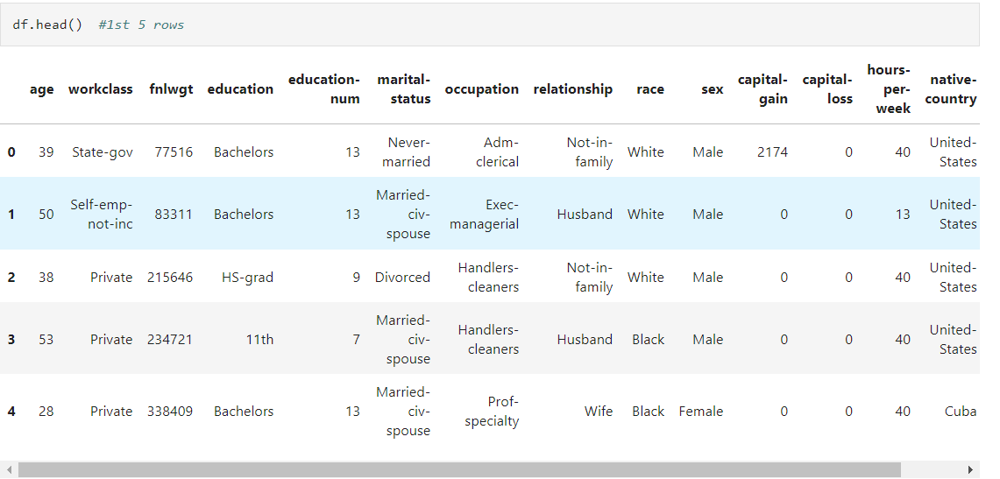 df.head()  #1st 5 rows
age workclass fnlwgt education education-num marital-status occupation relationship race sex capital-gain capital-loss hours-per-week native-country
0 39 State-gov 77516 Bachelors 13 Never-married Adm-clerical Not-in-family White Male 2174 0 40 United-States
1 50 Self-emp-not-inc 83311 Bachelors 13 Married-civ-spouse Exec-managerial Husband White Male 0 0 13 United-States
2 38 Private 215646 HS-grad 9 Divorced Handlers-cleaners Not-in-family White Male 0 0 40 United-States
3 53 Private 234721 11th 7 Married-civ-spouse Handlers-cleaners Husband Black Male 0 0 40 United-States
4 28 Private 338409 Bachelors 13 Married-civ-spouse Prof-specialty Wife Black Female 0 0 40 Cuba